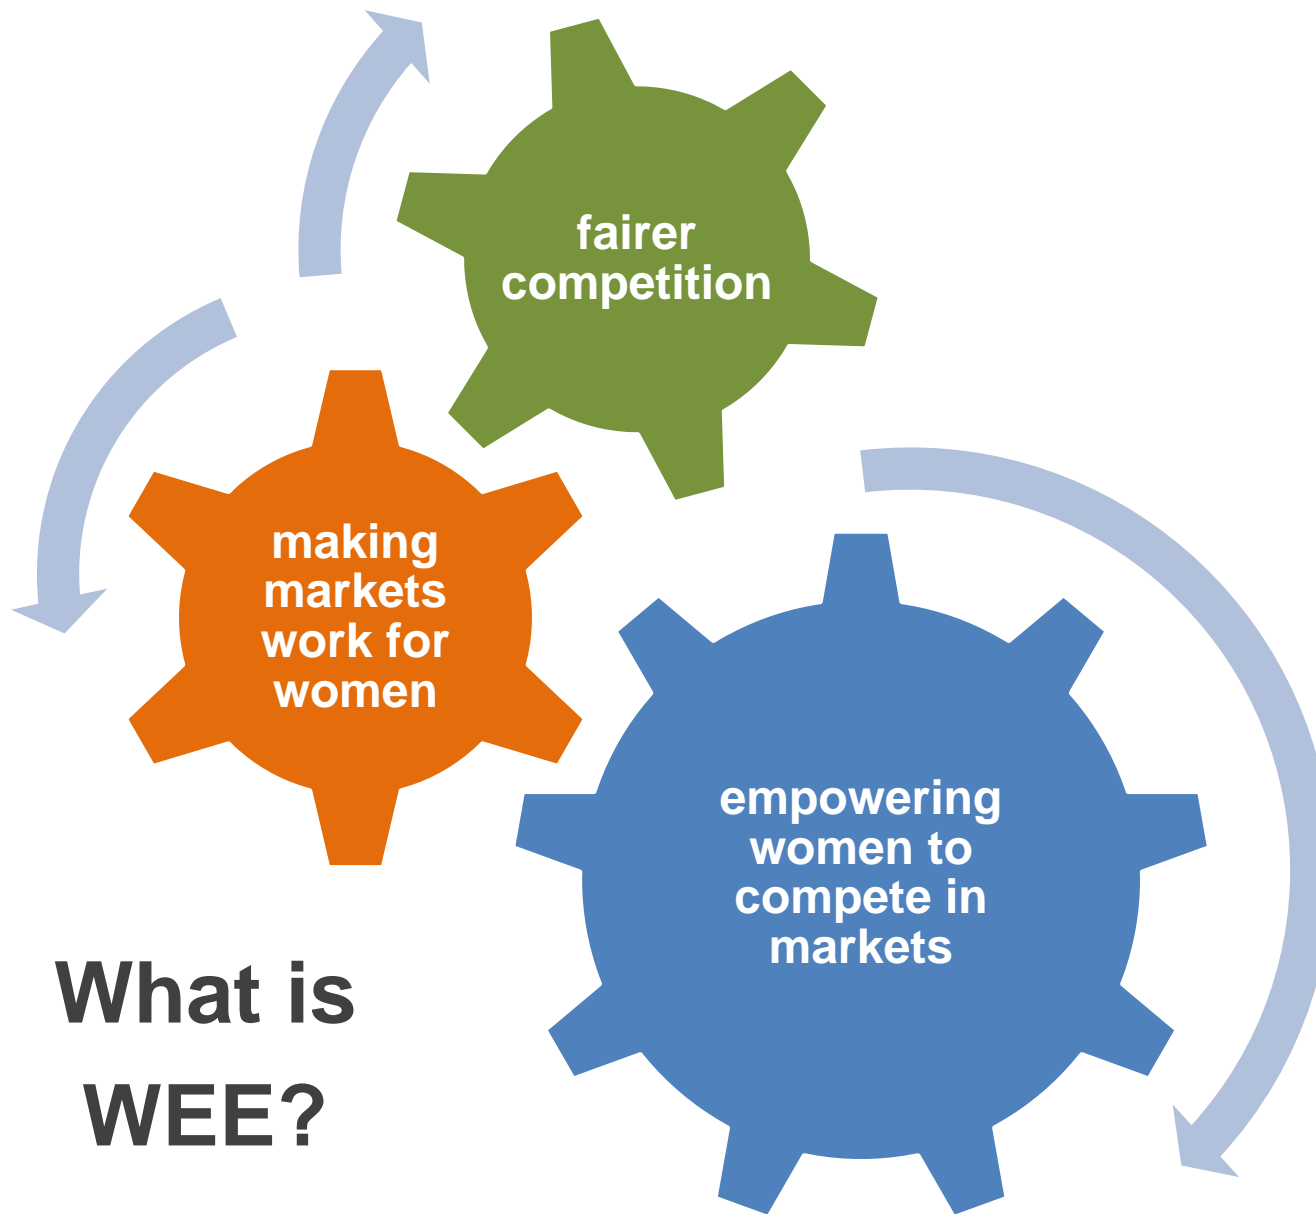 fairer
competition
making
markets
work for
women
empowering
women to
compete in
markets
What is
WEE?